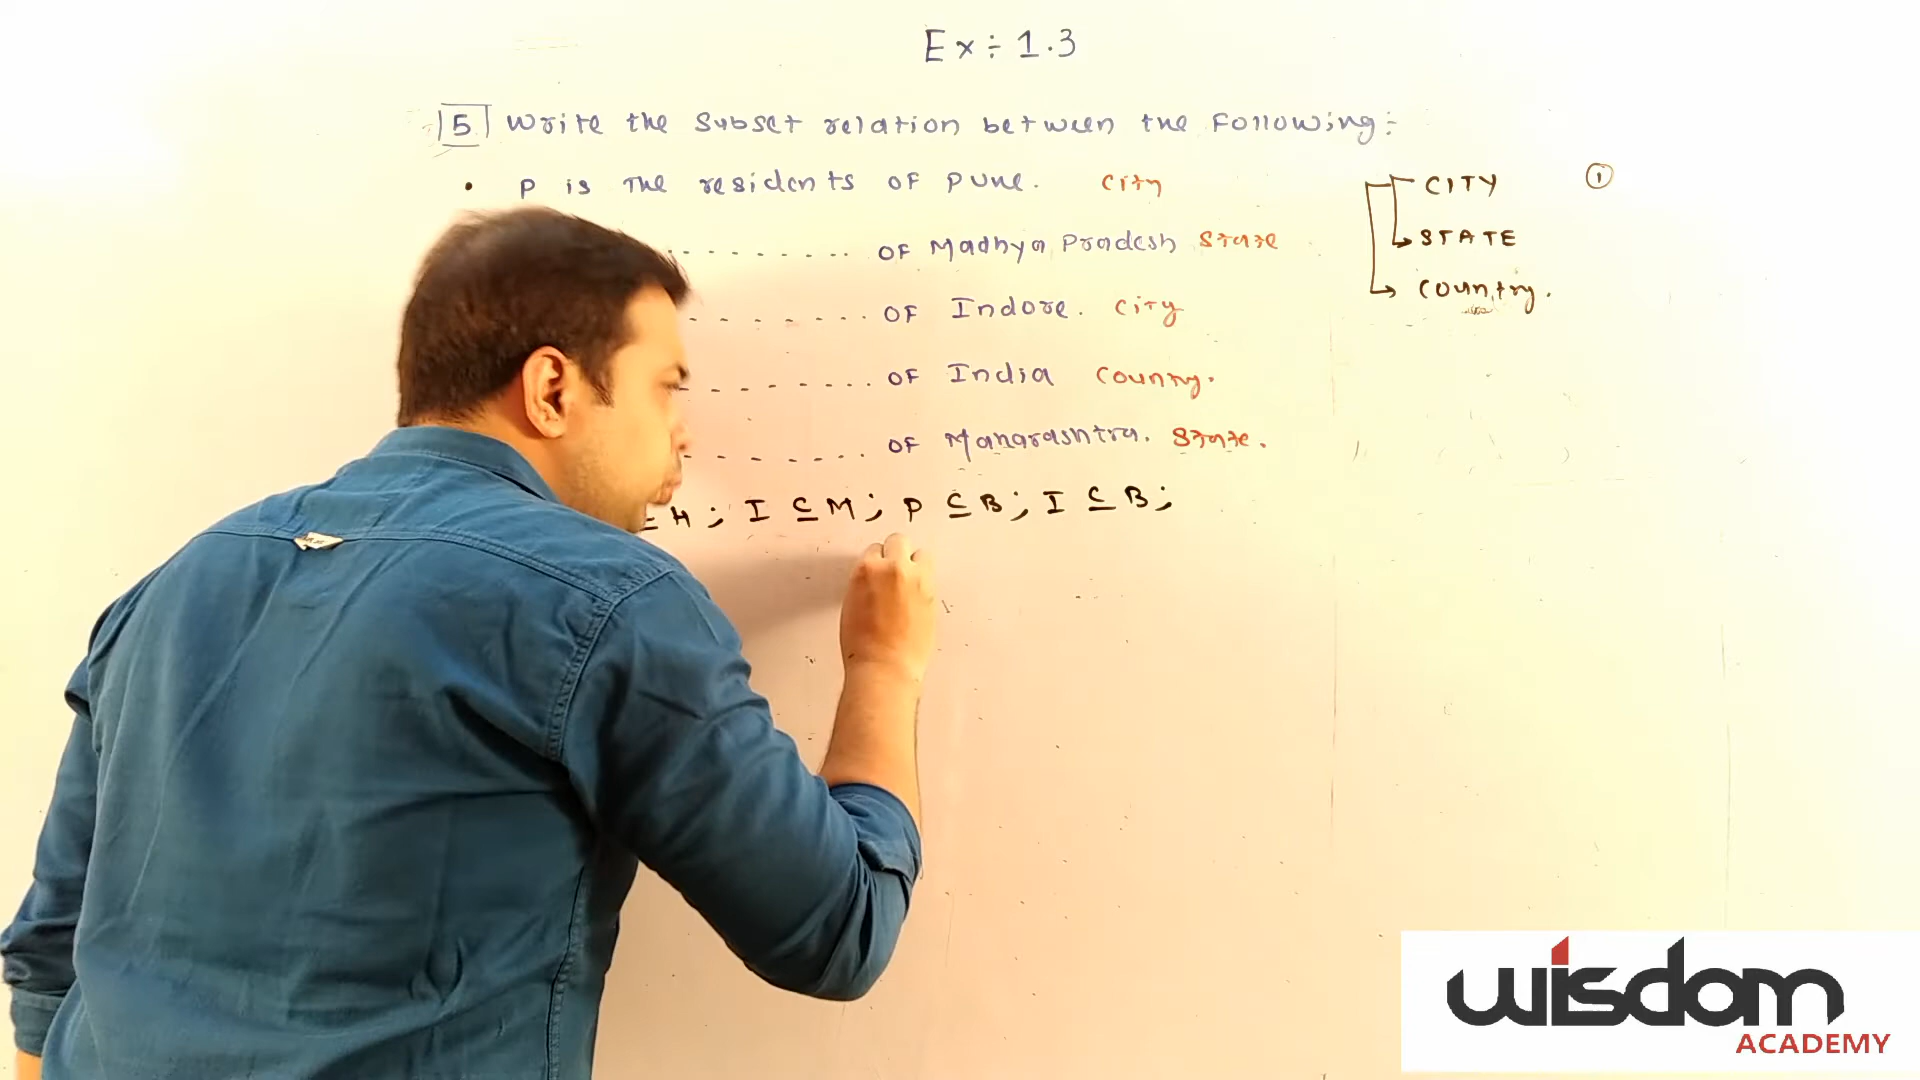 Ex÷ 1.3
5 Write the Subset relation between the Following:-
• P is The residents OF Pune. City
- - - - - - - of Madhya Pradesh State
- - - - - - - of Indore. City
- - - - - - - of India Country.
- - - - - - - of Maharashtra. State.
H ; I ⊆ M ; P ⊆ B ; I ⊆ B ;
CITY
STATE
Country.
1
wisdom
ACADEMY